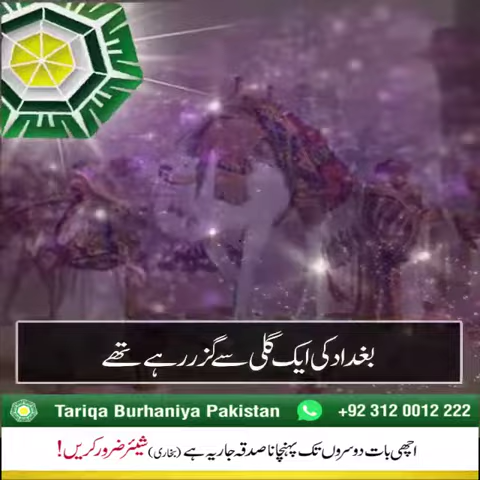 بغداد کی ایک گلی سے گزر رہے تھے
Tariqa Burhaniya Pakistan +92 312 0012 222
اچھی بات دوسروں تک پہنچانا صدقہ جاریہ ہے (بخاری) شیئر ضرور کریں!